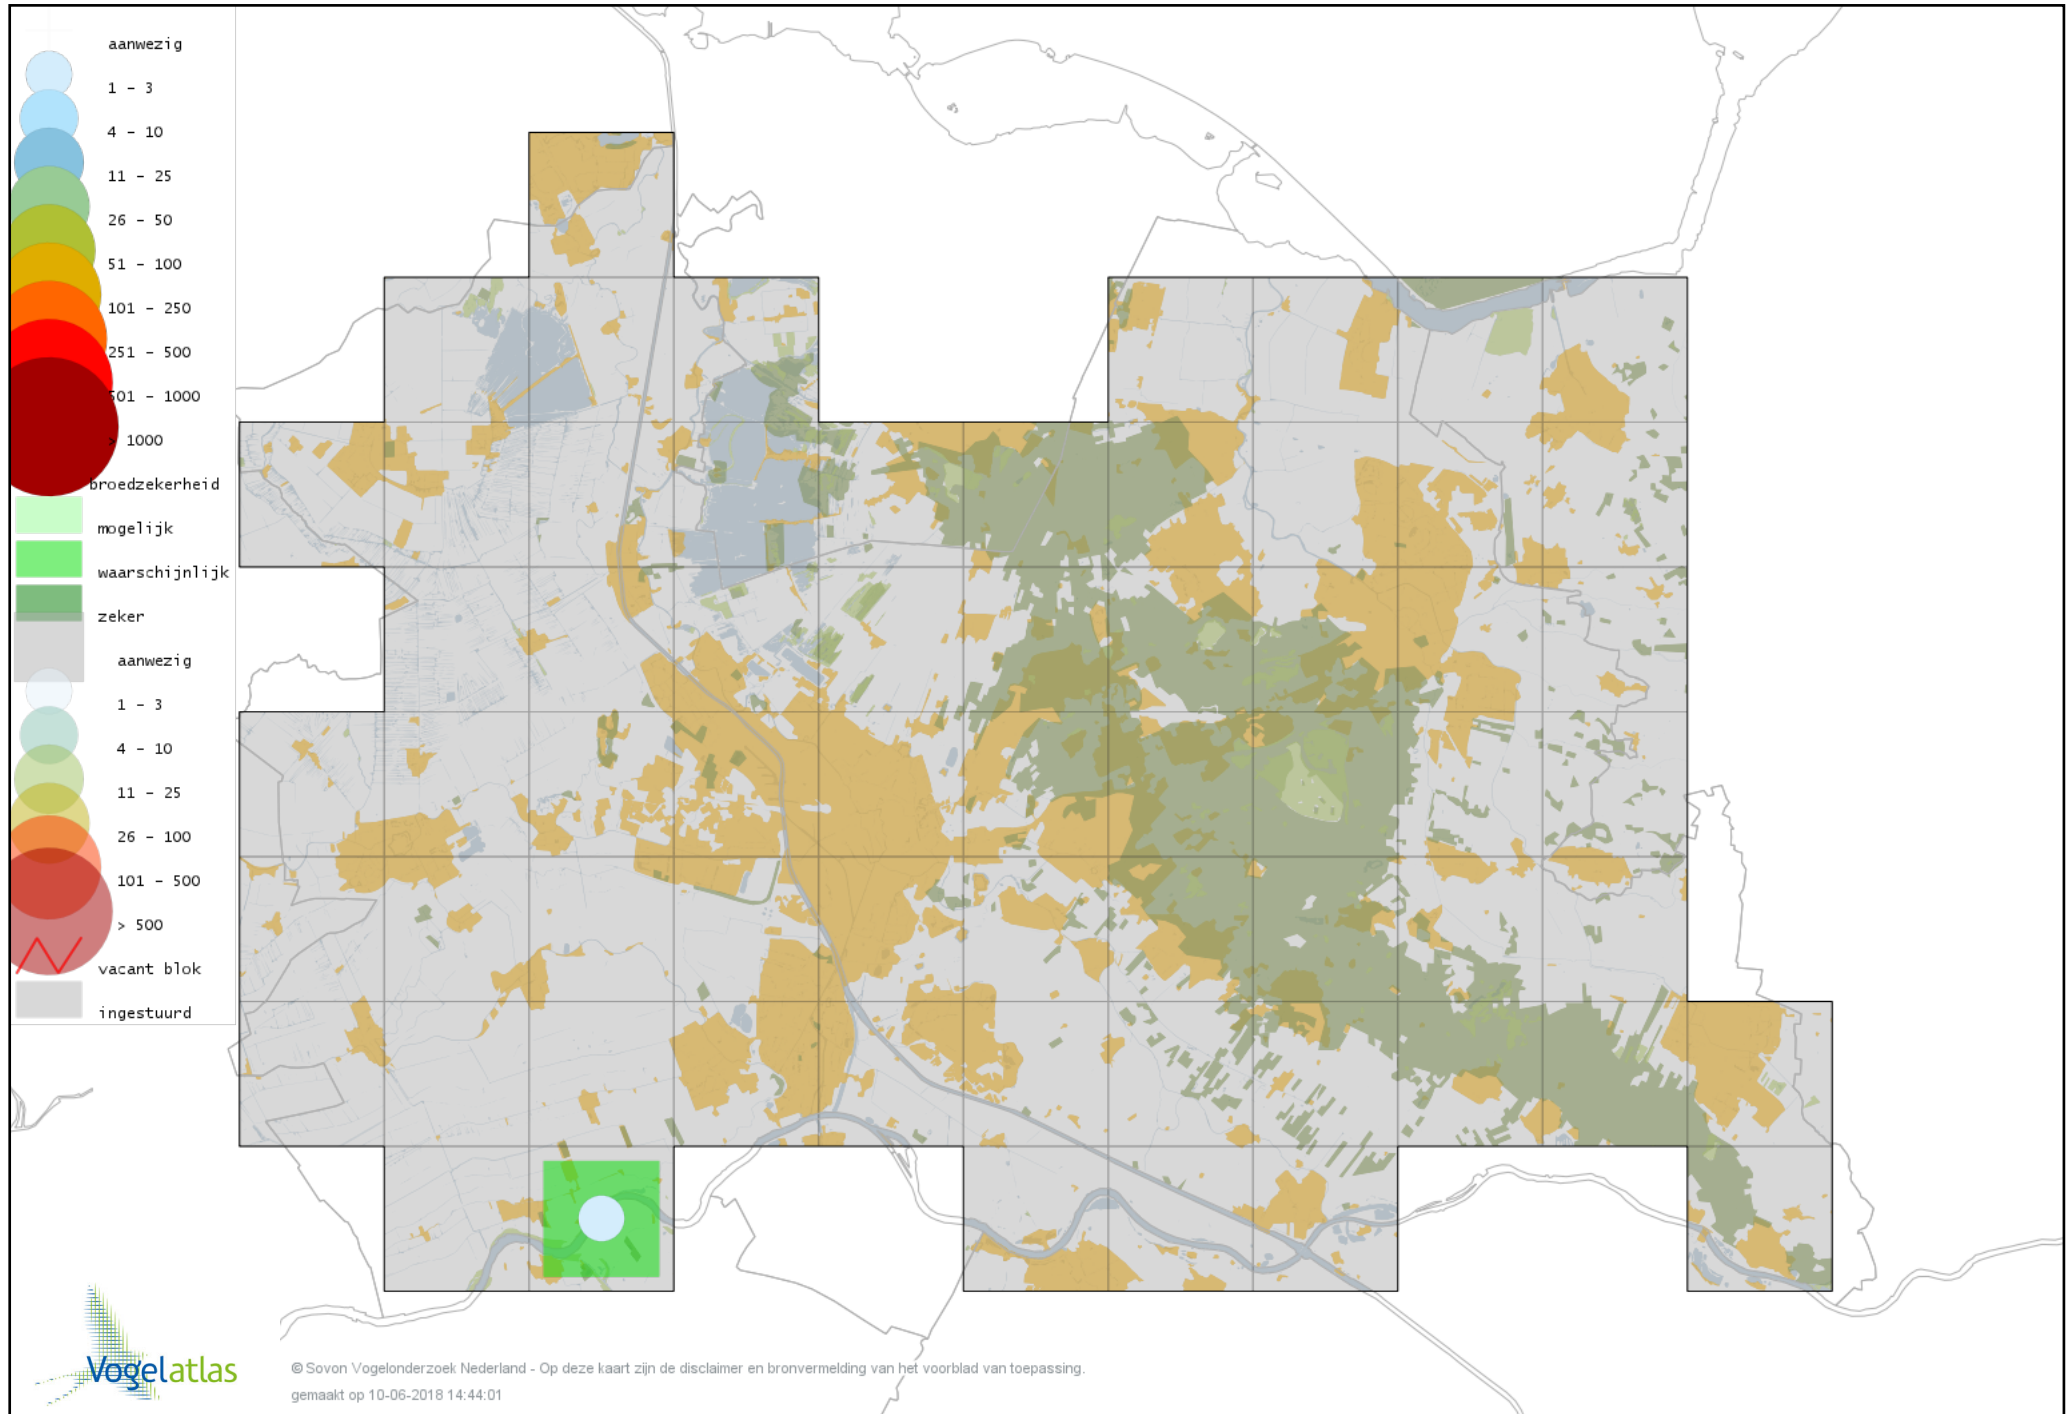 aanwezig
1 - 3
4 - 10
11 - 25
26 - 50
51 - 100
101 - 250
251 - 500
501 - 1000
> 1000
broedzekerheid
mogelijk
waarschijnlijk
zeker
aanwezig
1 - 3
4 - 10
11 - 25
26 - 100
101 - 500
> 500
vacant blok
ingestuurd
Vogelatlas
© Sovon Vogelonderzoek Nederland - Op deze kaart zijn de disclaimer en bronvermelding van het voorblad van toepassing.
gemaakt op 10-06-2018 14:44:01